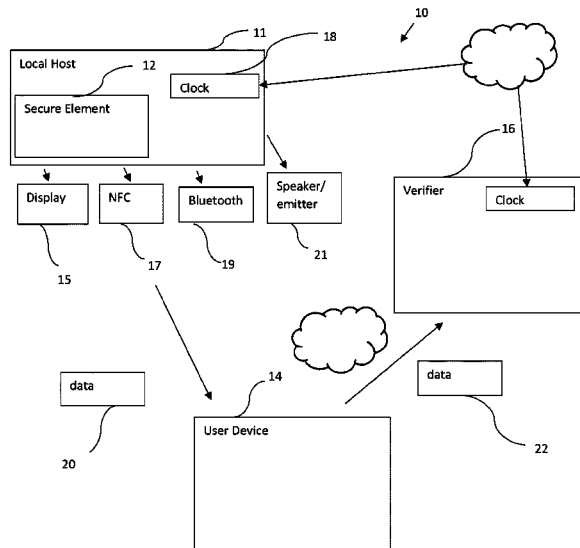 11
18
10
Local Host
12
Clock
Secure Element
16
Verifier
Clock
Display
NFC
Bluetooth
Speaker/
emitter
15
17
19
21
14
data
data
User Device
20
22